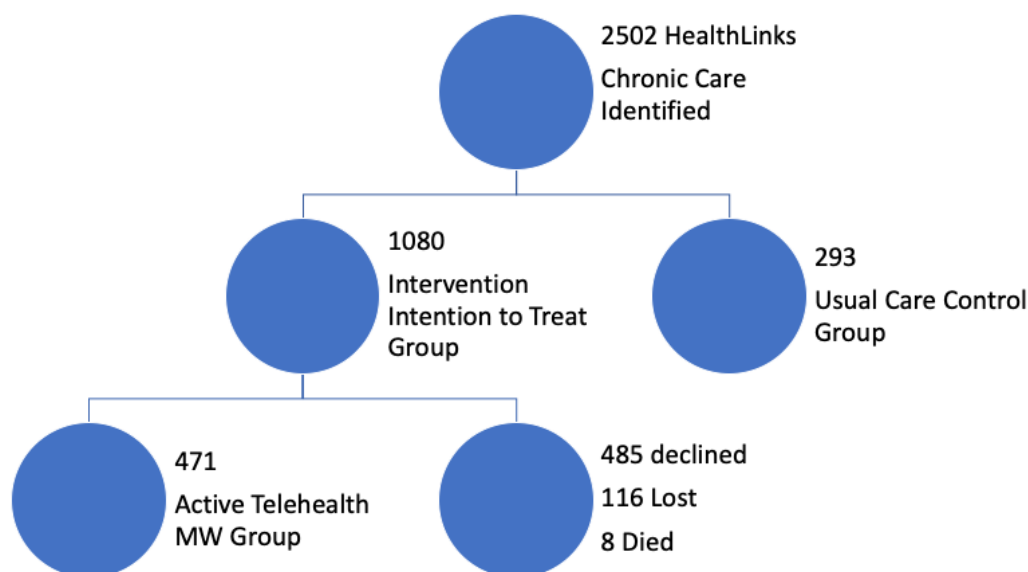 2502 HealthLinks
Chronic Care
Identified
1080
Intervention
Intention to Treat
Group
293
Usual Care Control
Group
471
Active Telehealth
MW Group
485 declined
116 Lost
8 Died